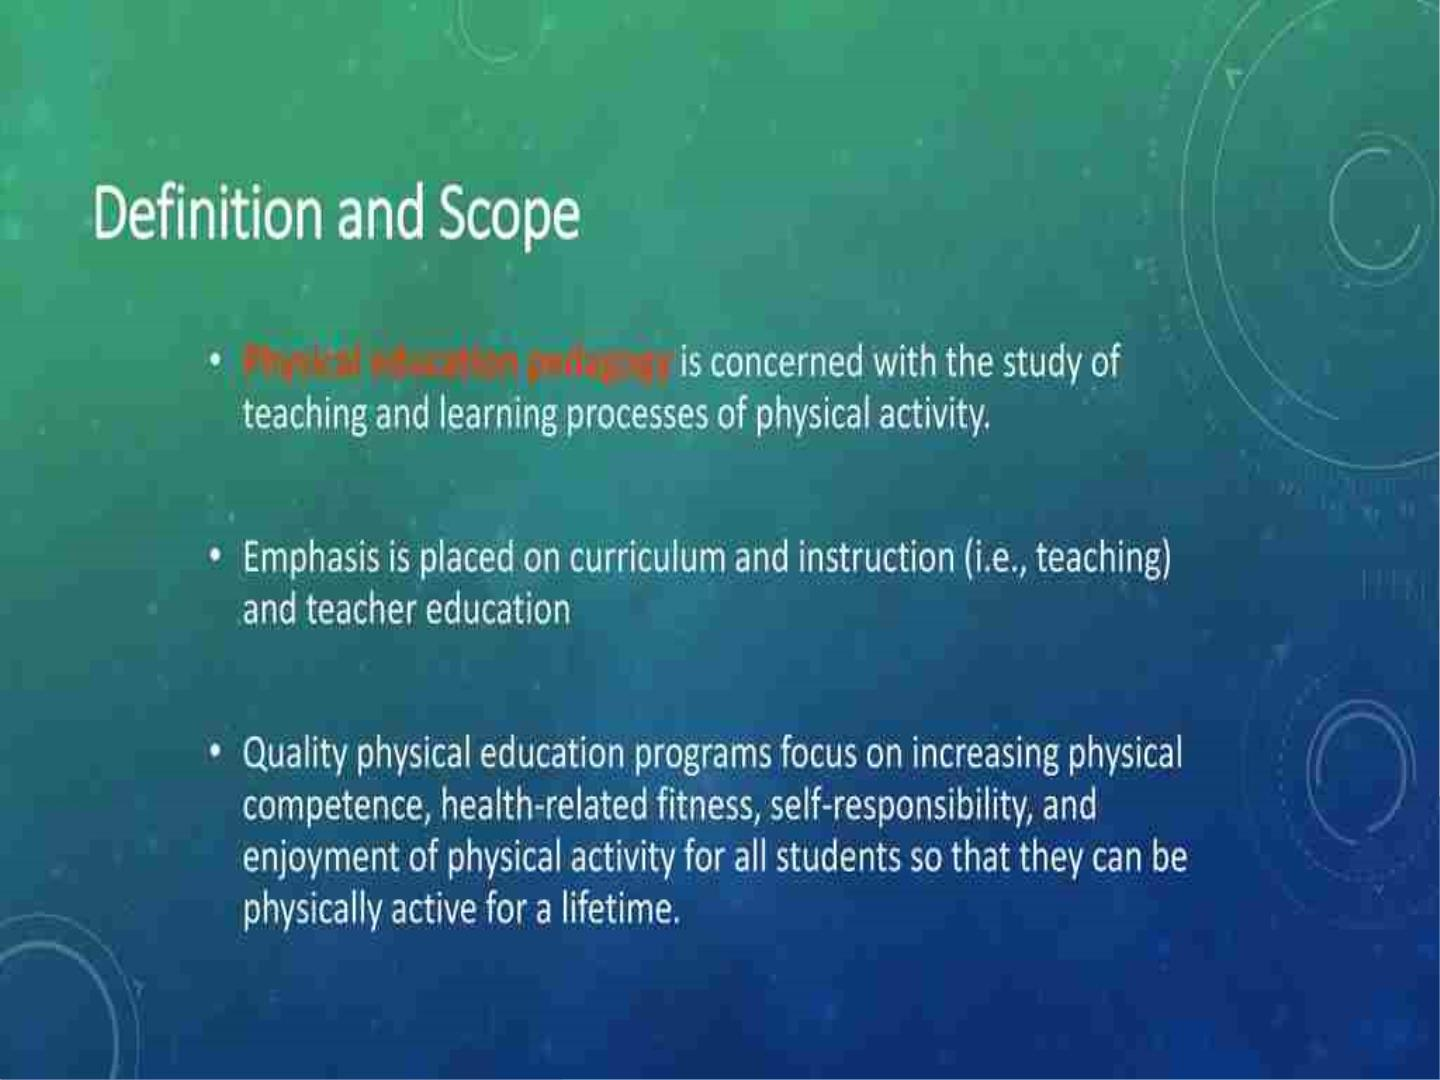 Definition and Scope
• Physical education pedagogy is concerned with the study of
teaching and learning processes of physical activity.
• Emphasis is placed on curriculum and instruction (i.e., teaching)
and teacher education
• Quality physical education programs focus on increasing physical
competence, health-related fitness, self-responsibility, and
enjoyment of physical activity for all students so that they can be
physically active for a lifetime.